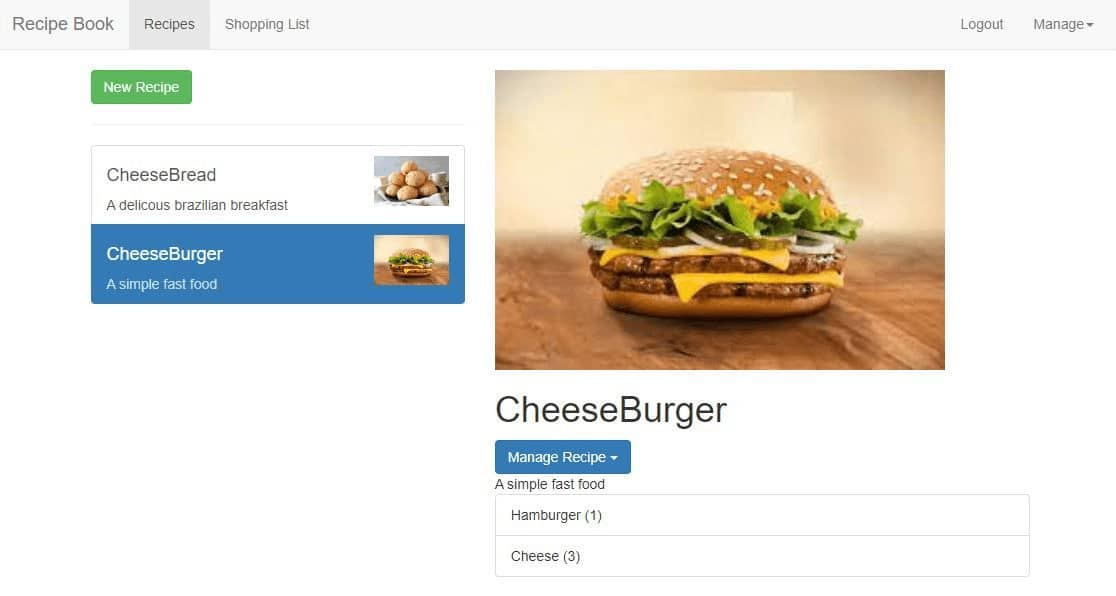 Recipe Book Recipes Shopping List Logout Manage
New Recipe
CheeseBread
A delicous brazilian breakfast
CheeseBurger
A simple fast food
CheeseBurger
Manage Recipe
A simple fast food
Hamburger (1)
Cheese (3)